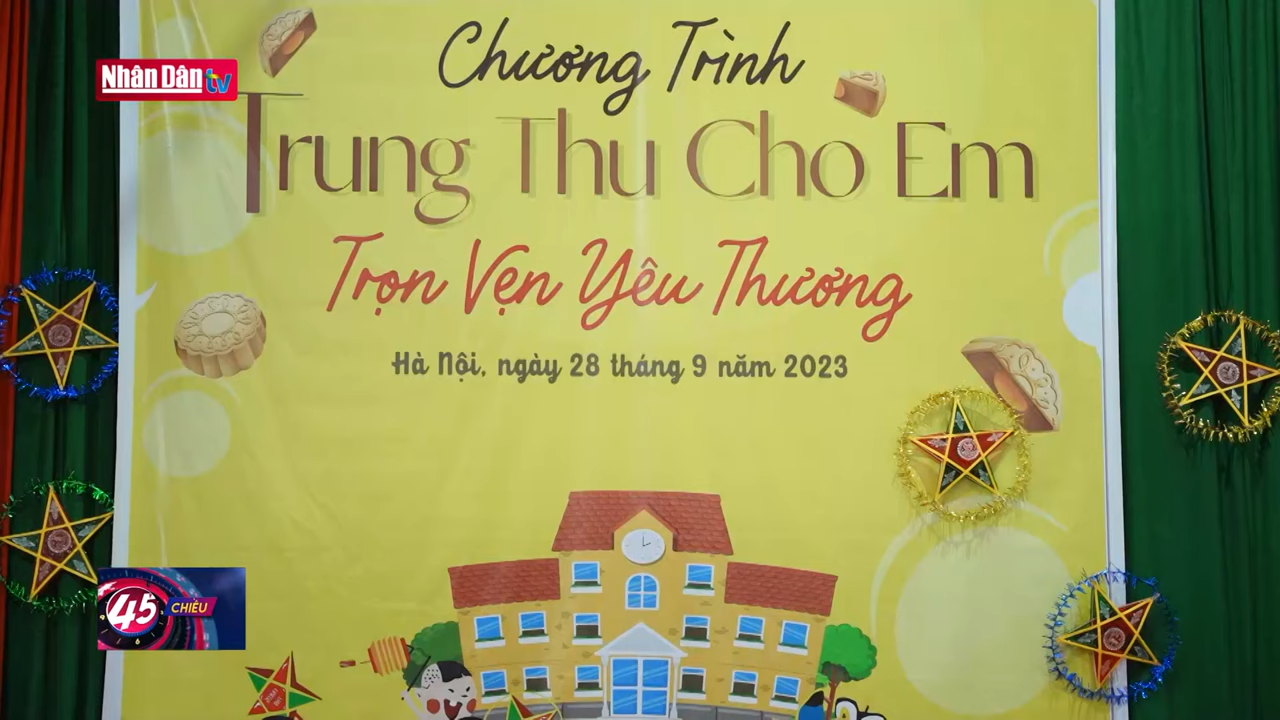 Nhân Dân tv
Chương Trình
Trung Thu Cho Em
Trọn Vẹn Yêu Thương
Hà Nội, ngày 28 tháng 9 năm 2023
45 CHIỀU